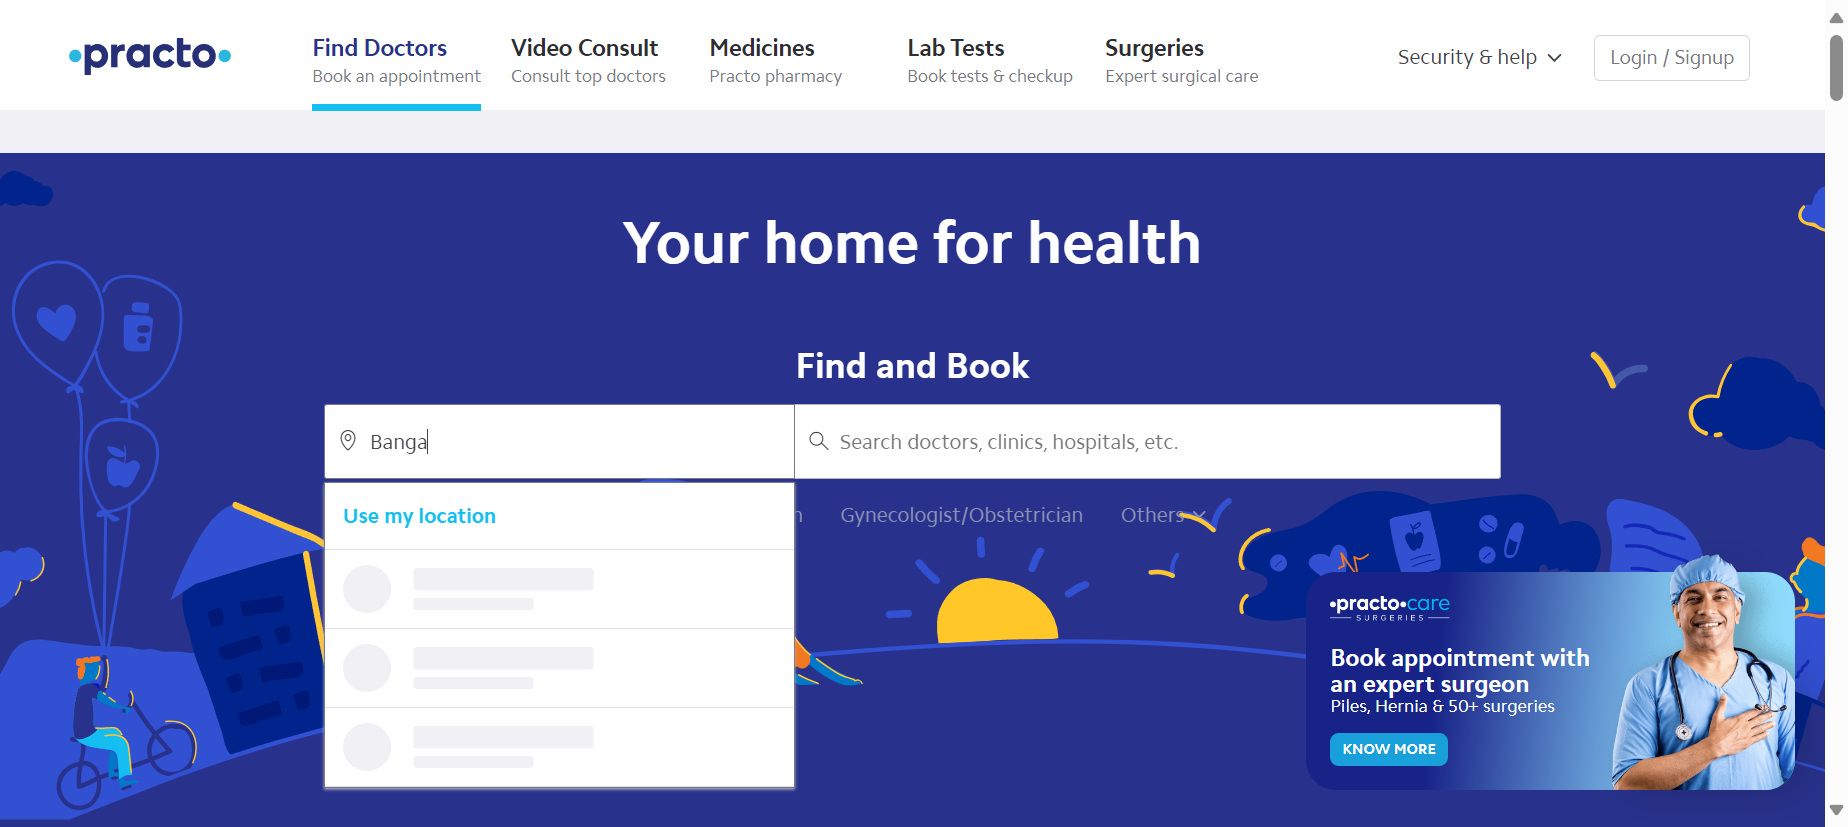 practo
Find Doctors
Book an appointment
Video Consult
Consult top doctors
Medicines
Practo pharmacy
Lab Tests
Book tests & checkup
Surgeries
Expert surgical care
Security & help
Login / Signup
Your home for health
Find and Book
Banga
Search doctors, clinics, hospitals, etc.
Use my location
Gynecologist/Obstetrician
Others
practo care
SURGERIES
Book appointment with
an expert surgeon
Piles, Hernia & 50+ surgeries
KNOW MORE